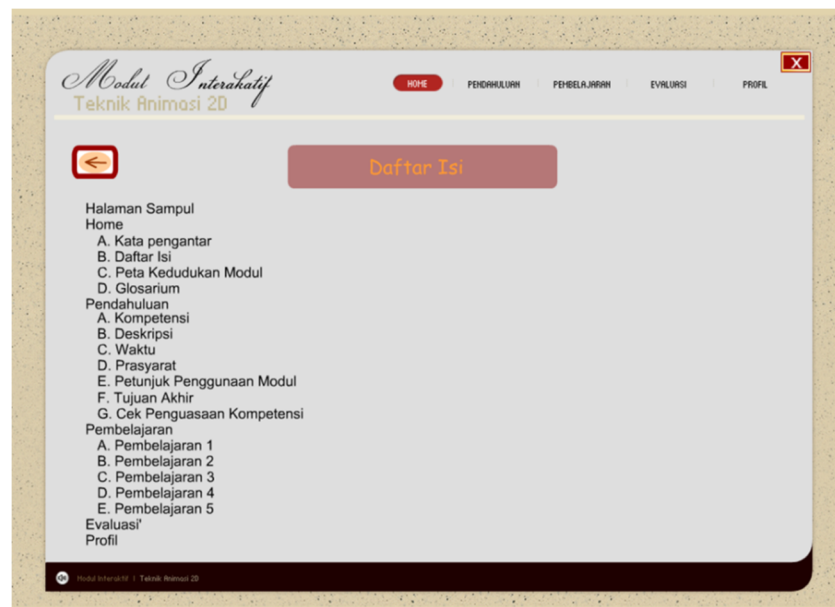 Modul Interakatif
Teknik Animasi 2D
HOME PENDAHULUAN PEMBELAJARAN EVALUASI PROFIL
X
Daftar Isi
Halaman Sampul
Home
A. Kata pengantar
B. Daftar Isi
C. Peta Kedudukan Modul
D. Glosarium
Pendahuluan
A. Kompetensi
B. Deskripsi
C. Waktu
D. Prasyarat
E. Petunjuk Penggunaan Modul
F. Tujuan Akhir
G. Cek Penguasaan Kompetensi
Pembelajaran
A. Pembelajaran 1
B. Pembelajaran 2
C. Pembelajaran 3
D. Pembelajaran 4
E. Pembelajaran 5
Evaluasi'
Profil
Modul Interaktif | Teknik Animasi 2D